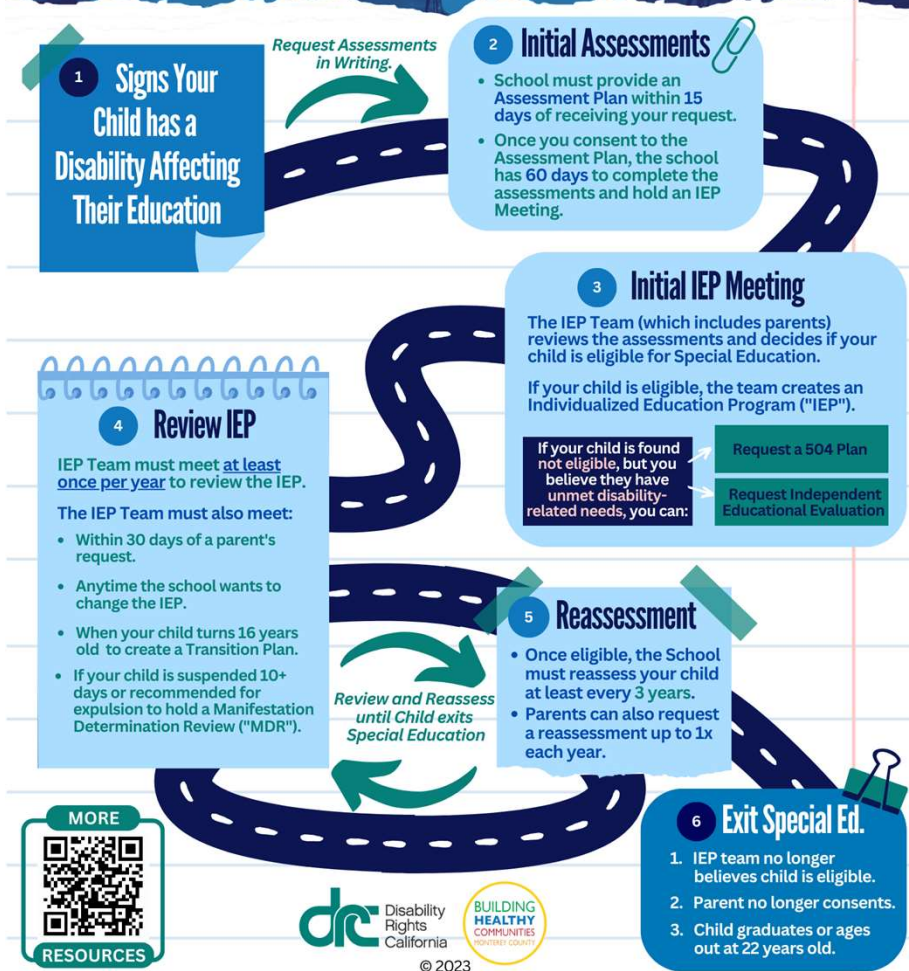 1
Signs Your
Child has a
Disability Affecting
Their Education
Request Assessments
in Writing.
2
Initial Assessments
• School must provide an
Assessment Plan within 15
days of receiving your request.
• Once you consent to the
Assessment Plan, the school
has 60 days to complete the
assessments and hold an IEP
Meeting.
3
Initial IEP Meeting
The IEP Team (which includes parents)
reviews the assessments and decides if your
child is eligible for Special Education.
If your child is eligible, the team creates an
Individualized Education Program ("IEP").
If your child is found
not eligible, but you
believe they have
unmet disability-
related needs, you can:
Request a 504 Plan
Request Independent
Educational Evaluation
4
Review IEP
IEP Team must meet at least
once per year to review the IEP.
The IEP Team must also meet:
• Within 30 days of a parent's
request.
• Anytime the school wants to
change the IEP.
• When your child turns 16 years
old to create a Transition Plan.
• If your child is suspended 10+
days or recommended for
expulsion to hold a Manifestation
Determination Review ("MDR").
Review and Reassess
until Child exits
Special Education
5
Reassessment
• Once eligible, the School
must reassess your child
at least every 3 years.
• Parents can also request
a reassessment up to 1x
each year.
6
Exit Special Ed.
1. IEP team no longer
believes child is eligible.
2. Parent no longer consents.
3. Child graduates or ages
out at 22 years old.
MORE
RESOURCES
drc
Disability
Rights
California
BUILDING
HEALTHY
COMMUNITIES
MONTEREY COUNTY
© 2023